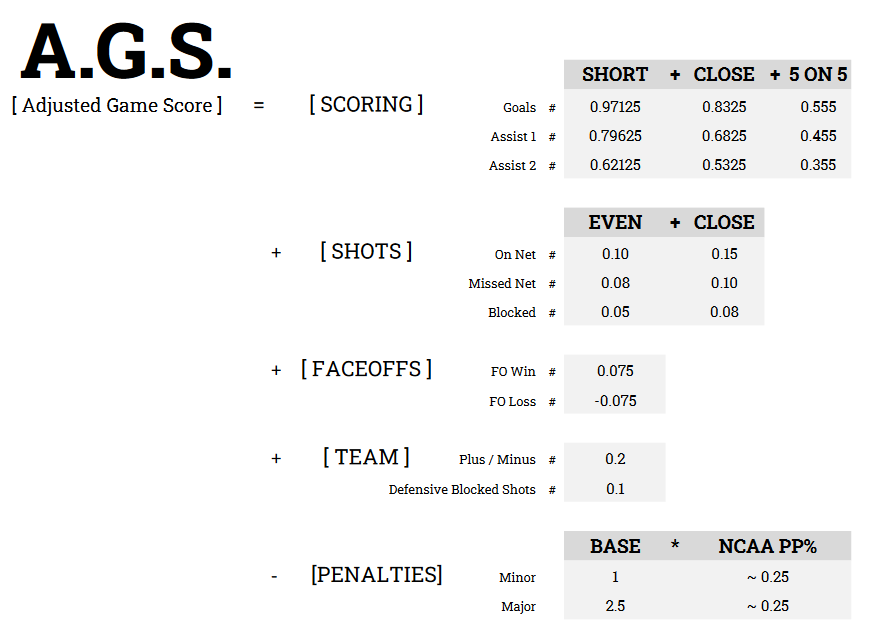 A.G.S.
SHORT + CLOSE + 5 ON 5
[ Adjusted Game Score ] = [ SCORING ] Goals # 0.97125 0.8325 0.555
Assist 1 # 0.79625 0.6825 0.455
Assist 2 # 0.62125 0.5325 0.355
EVEN + CLOSE
+ [ SHOTS ] On Net # 0.10 0.15
Missed Net # 0.08 0.10
Blocked # 0.05 0.08
+ [ FACEOFFS ] FO Win # 0.075
FO Loss # -0.075
+ [ TEAM ] Plus / Minus # 0.2
Defensive Blocked Shots # 0.1
BASE * NCAA PP%
- [PENALTIES] Minor 1 ~ 0.25
Major 2.5 ~ 0.25